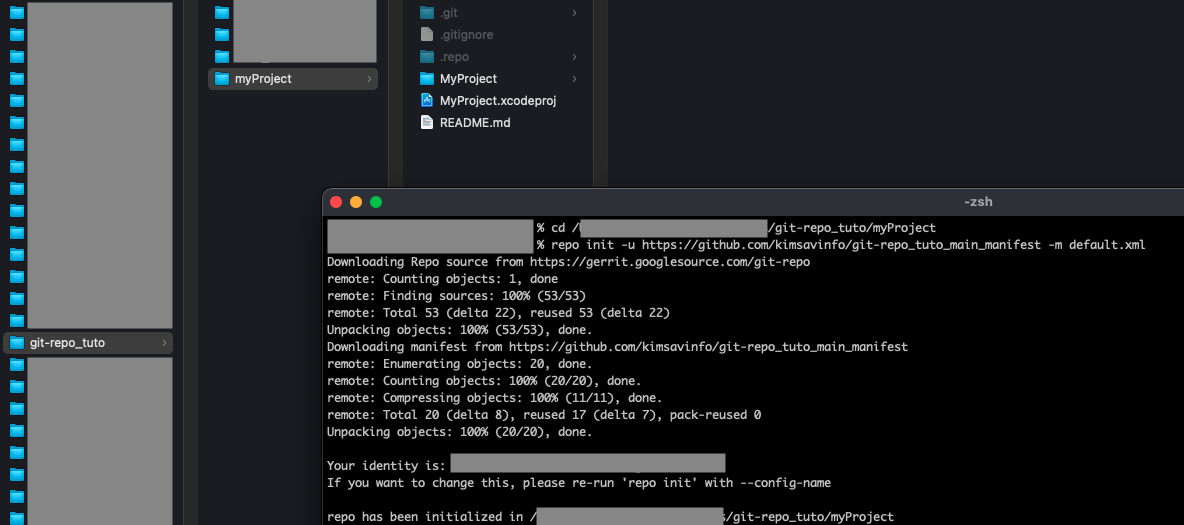 .git
.gitignore
.repo
myProject
MyProject
MyProject.xcodeproj
README.md
git-repo_tuto
-zsh
% cd / /git-repo_tuto/myProject
% repo init -u https://github.com/kimsavinfo/git-repo_tuto_main_manifest -m default.xml
Downloading Repo source from https://gerrit.googlesource.com/git-repo
remote: Counting objects: 1, done
remote: Finding sources: 100% (53/53)
remote: Total 53 (delta 22), reused 53 (delta 22)
Unpacking objects: 100% (53/53), done.
Downloading manifest from https://github.com/kimsavinfo/git-repo_tuto_main_manifest
remote: Enumerating objects: 20, done.
remote: Counting objects: 100% (20/20), done.
remote: Compressing objects: 100% (11/11), done.
remote: Total 20 (delta 8), reused 17 (delta 7), pack-reused 0
Unpacking objects: 100% (20/20), done.
Your identity is:
If you want to change this, please re-run 'repo init' with --config-name
repo has been initialized in / /git-repo_tuto/myProject